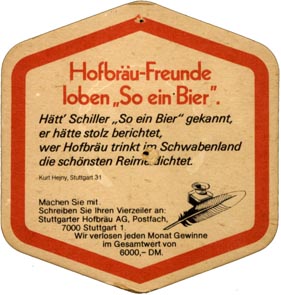 Hofbräu-Freunde
loben „So ein Bier".
Hätt' Schiller „So ein Bier" gekannt,
er hätte stolz berichtet,
wer Hofbräu trinkt im Schwabenland
die schönsten Reime dichtet.
Kurt Hejny, Stuttgart 31
Machen Sie mit.
Schreiben Sie Ihren Vierzeiler an:
Stuttgarter Hofbräu AG, Postfach,
7000 Stuttgart 1.
Wir verlosen jeden Monat Gewinne
im Gesamtwert von
6000,– DM.